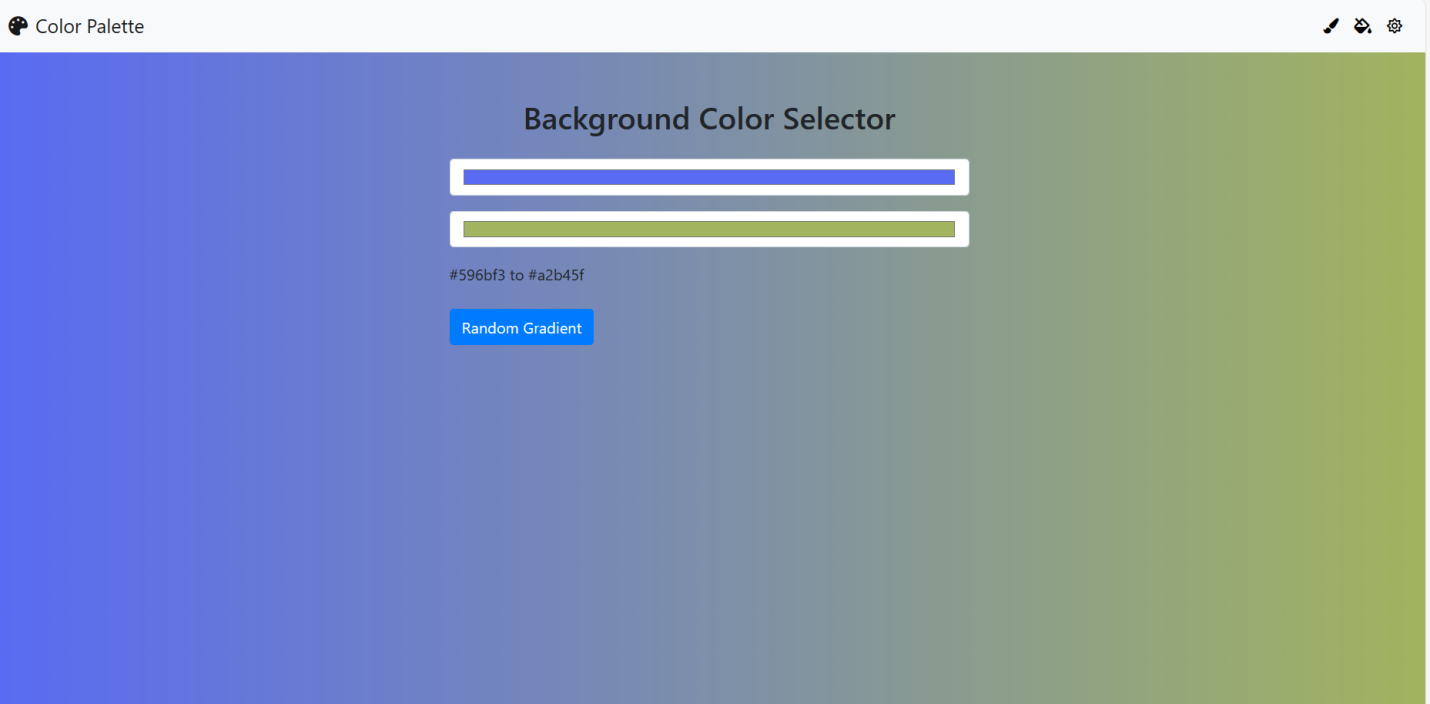 Color Palette
Background Color Selector
#596bf3 to #a2b45f
Random Gradient